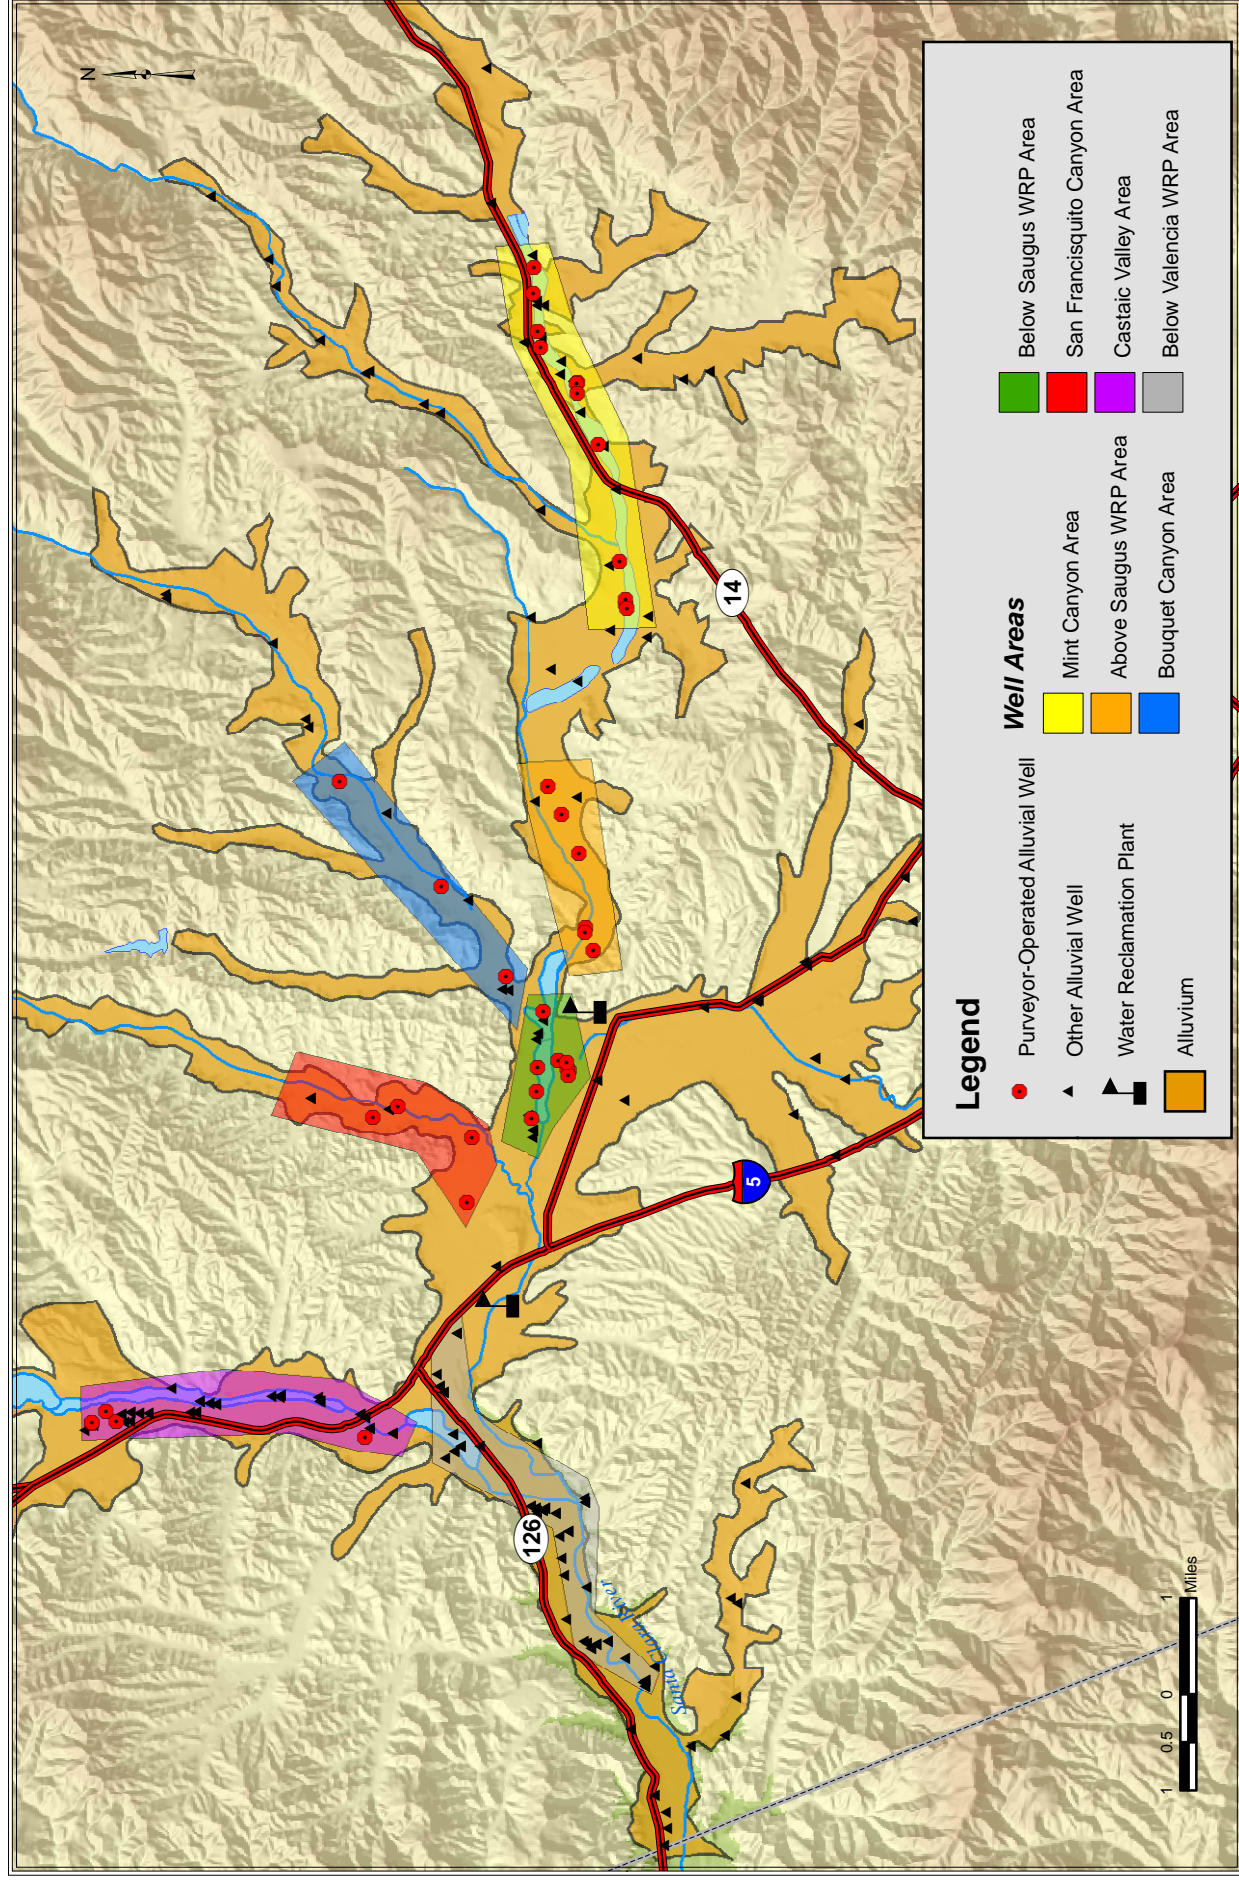 N
14
5
126
Santa Clara River
Legend
Purveyor-Operated Alluvial Well
Other Alluvial Well
Water Reclamation Plant
Alluvium
Well Areas
Mint Canyon Area
Above Saugus WRP Area
Bouquet Canyon Area
Below Saugus WRP Area
San Francisquito Canyon Area
Castaic Valley Area
Below Valencia WRP Area
1 0.5 0 1
Miles